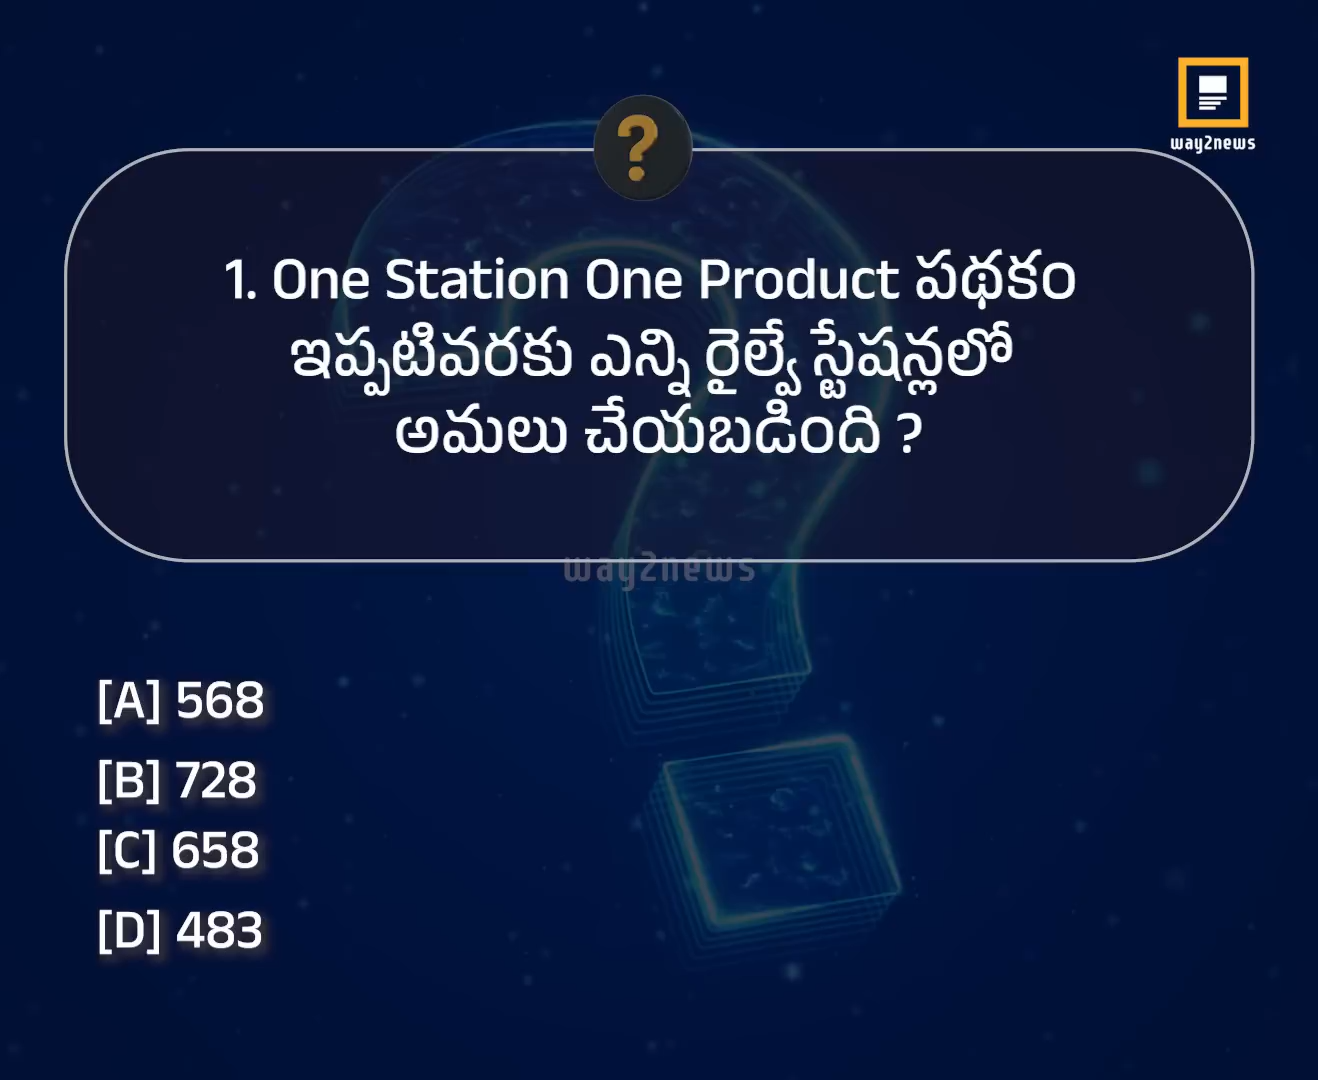 way2news
1. One Station One Product పథకం
ఇప్పటివరకు ఎన్ని రైల్వే స్టేషన్లలో
అమలు చేయబడింది ?
way2news
[A] 568
[B] 728
[C] 658
[D] 483